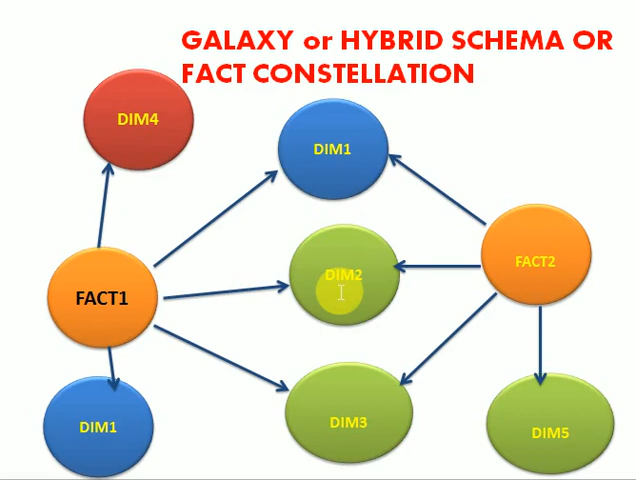 GALAXY or HYBRID SCHEMA OR
FACT CONSTELLATION
DIM4
DIM1
DIM2
FACT2
FACT1
DIM1
DIM3
DIM5